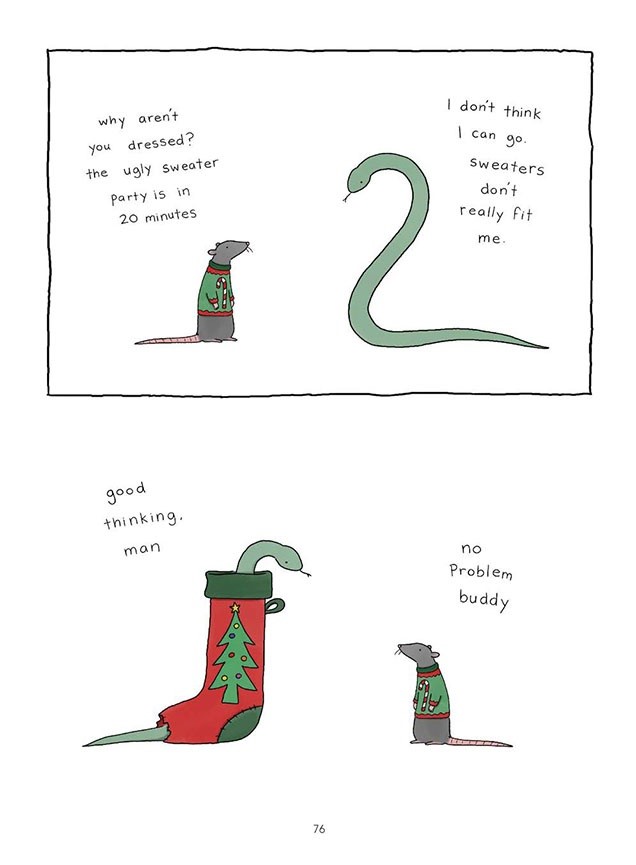 why aren't
you dressed?
the ugly sweater
party is in
20 minutes
I don't think
I can go.
sweaters
don't
really fit
me.
good
thinking,
man
no
problem
buddy
76